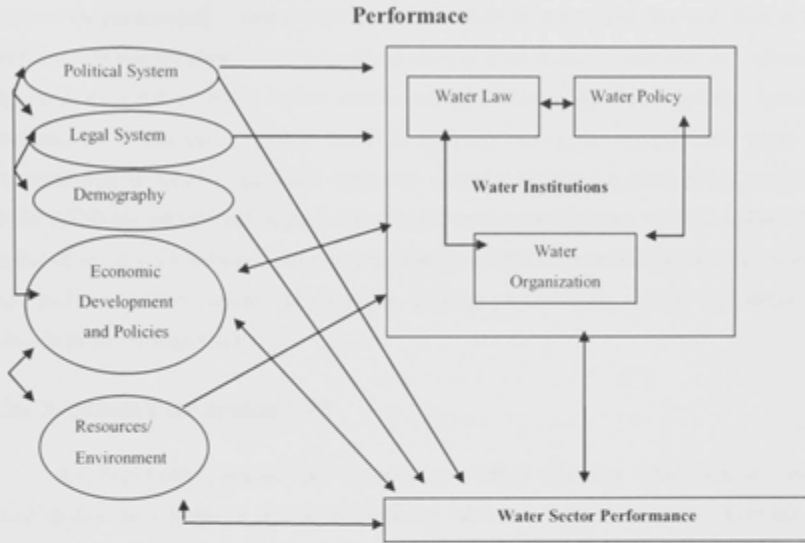 Performace
Political System
Legal System
Demography
Economic
Development
and Policies
Resources/
Environment
Water Law
Water Policy
Water Institutions
Water
Organization
Water Sector Performance